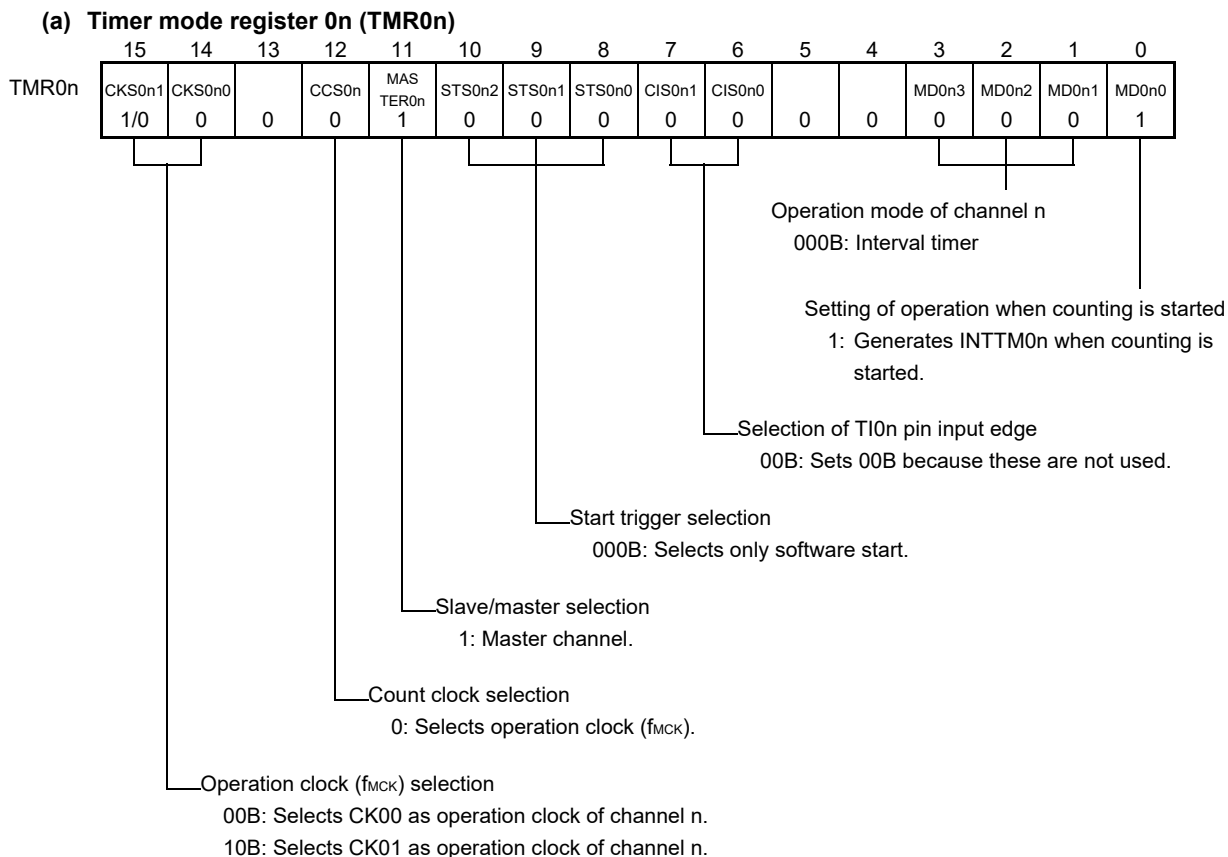 (a) Timer mode register 0n (TMR0n)
15 14 13 12 11 10 9 8 7 6 5 4 3 2 1 0
TMR0n CKS0n1 CKS0n0 CCS0n MAS TER0n STS0n2 STS0n1 STS0n0 CIS0n1 CIS0n0 MD0n3 MD0n2 MD0n1 MD0n0
1/0 0 0 0 1 0 0 0 0 0 0 0 0 0 0 1
Operation mode of channel n
000B: Interval timer
Setting of operation when counting is started
1: Generates INTTM0n when counting is
started.
Selection of TI0n pin input edge
00B: Sets 00B because these are not used.
Start trigger selection
000B: Selects only software start.
Slave/master selection
1: Master channel.
Count clock selection
0: Selects operation clock (fMCK).
Operation clock (fMCK) selection
00B: Selects CK00 as operation clock of channel n.
10B: Selects CK01 as operation clock of channel n.